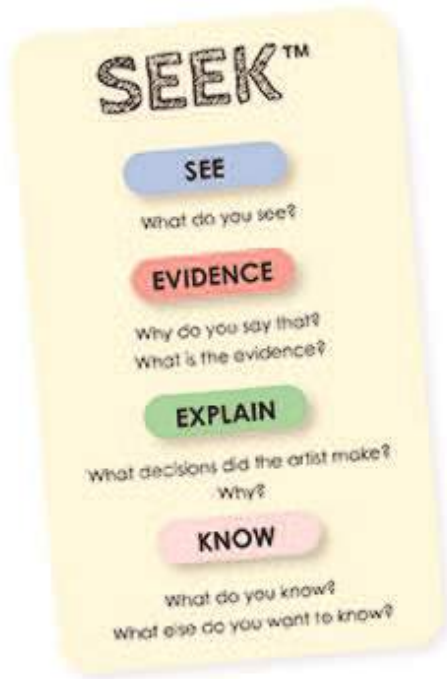 SEEK™
SEE
What do you see?
EVIDENCE
Why do you say that?
What is the evidence?
EXPLAIN
What decisions did the artist make?
Why?
KNOW
What do you know?
What else do you want to know?